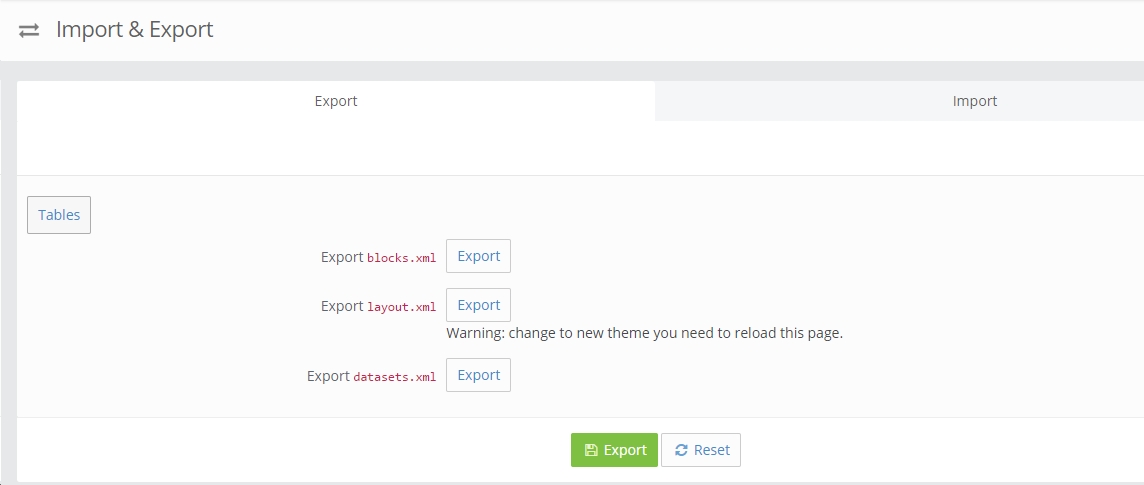 Import & Export
Export Import
Tables
Export blocks.xml Export
Export layout.xml Export
Warning: change to new theme you need to reload this page.
Export datasets.xml Export
Export Reset